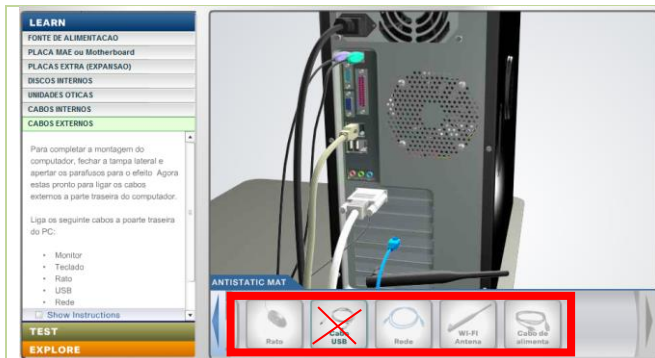 LEARN
FONTE DE ALIMENTACAO
PLACA MAE ou Motherboard
PLACAS EXTRA (EXPANSAO)
DISCOS INTERNOS
UNIDADES OTICAS
CABOS INTERNOS
CABOS EXTERNOS
Para completar a montagem do
computador, fechar a tampa lateral e
apertar os parafusos para o efeito Agora
estas pronto para ligar os cabos
externos a parte traseira do computador.
Liga os seguinte cabos a poarte traseira
do PC:
• Monitor
• Teclado
• Rato
• USB
• Rede
Show Instructions
TEST
EXPLORE
ANTISTATIC MAT
Rato
Cabo
USB
Rede
WI-FI
Antena
Cabo de
alimenta